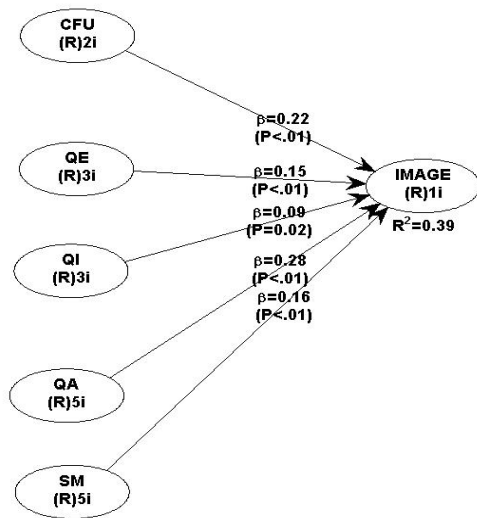 CFU
(R)2i
β=0.22
(P<.01)
QE
(R)3i
β=0.15
(P<.01)
IMAGE
(R)1i
R²=0.39
β=0.09
(P=0.02)
QI
(R)3i
β=0.28
(P<.01)
β=0.16
(P<.01)
QA
(R)5i
SM
(R)5i